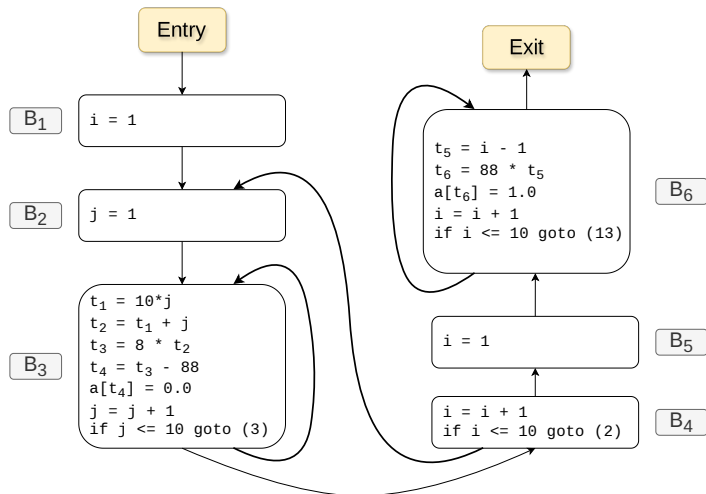 Entry
B₁
i = 1
B₂
j = 1
B₃
t₁ = 10*j
t₂ = t₁ + j
t₃ = 8 * t₂
t₄ = t₃ - 88
a[t₄] = 0.0
j = j + 1
if j <= 10 goto (3)
Exit
t₅ = i - 1
t₆ = 88 * t₅
a[t₆] = 1.0
i = i + 1
if i <= 10 goto (13)
B₆
i = 1
B₅
i = i + 1
if i <= 10 goto (2)
B₄